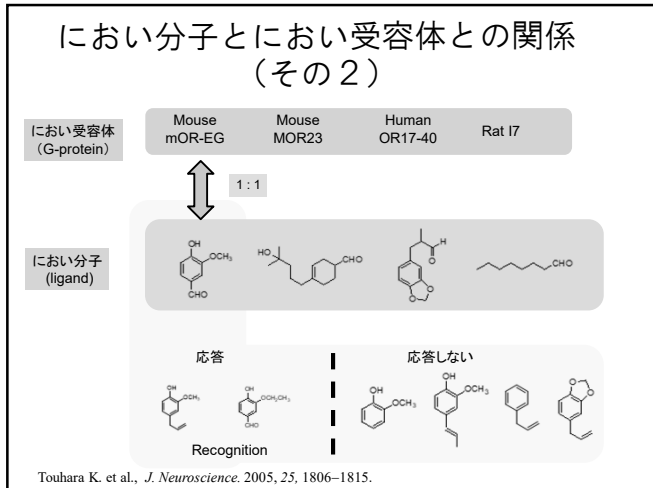 におい分子とにおい受容体との関係
（その２）
におい受容体
（G-protein）
Mouse
mOR-EG
Mouse
MOR23
Human
OR17-40
Rat I7
1 : 1
におい分子
(ligand)
OH
OCH₃
CHO
HO
CHO
H
O
O
O
CHO
応答
応答しない
OH
OCH₃
OH
OCH₂CH₃
CHO
OH
OCH₃
OH
OCH₃
O
O
Recognition
Touhara K. et al., J. Neuroscience. 2005, 25, 1806–1815.